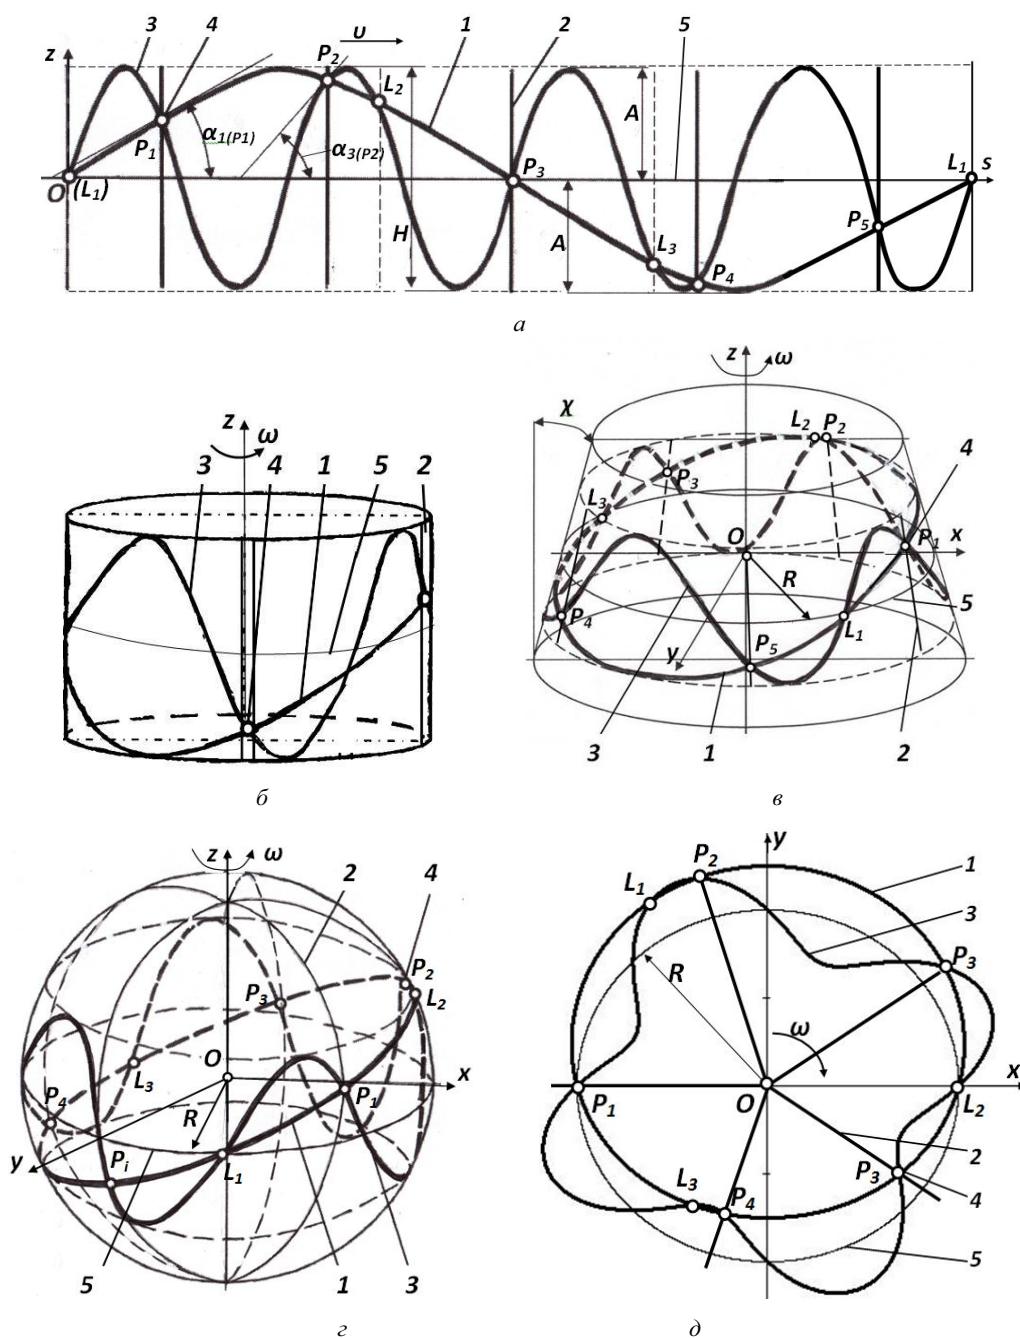 3 4 P₂ υ 1 2 5
z
L₂
P₁ α₁₍P₁₎ α₃₍P₂₎ A
O (L₁) P₃ L₁ s
H A L₃ P₄ P₅
а
z ω
3 4 1 5 2
б
z ω
χ L₂ P₂ 4
P₃
L₃
O P₁ x
R
P₄ L₁ 5
y P₅
3 1 2
в
z ω 2 4
P₂
P₃ L₂
O x
P₄ L₃ R P₁
y Pᵢ L₁
5 1 3
г
y
P₂ 1
L₁ 3
R P₃
ω
x
P₁ O L₂
2
P₃
L₃ P₄ 4
5
д